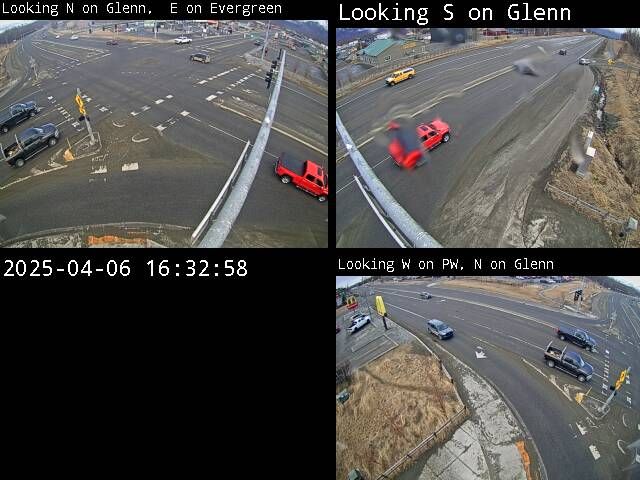 Looking N on Glenn, E on Evergreen
Looking S on Glenn
2025-04-06 16:32:58
Looking W on PW, N on Glenn